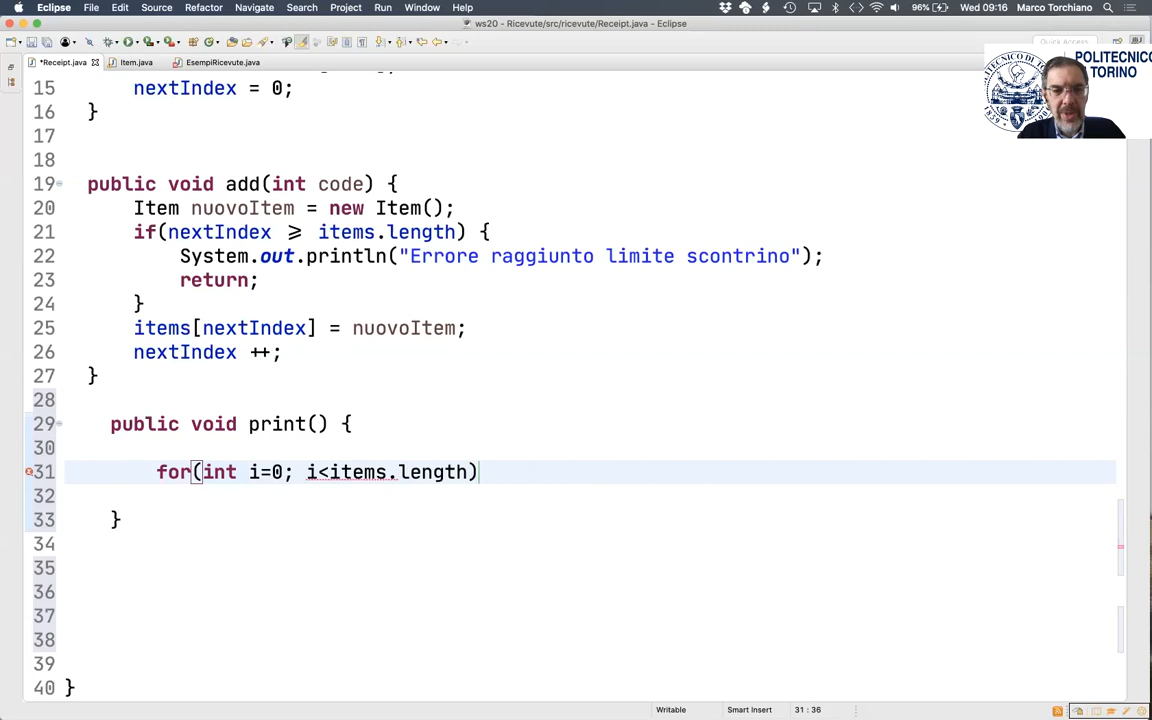 Eclipse File Edit Source Refactor Navigate Search Project Run Window Help 96% Wed 09:16 Marco Torchiano
ws20 - Ricevute/src/ricevute/Receipt.java - Eclipse
Quick Access
*Receipt.java Item.java EsempiRicevute.java
POLITECNICO
DI TORINO
15 nextIndex = 0;
16 }
17
18
19 public void add(int code) {
20 Item nuovoItem = new Item();
21 if(nextIndex >= items.length) {
22 System.out.println("Errore raggiunto limite scontrino");
23 return;
24 }
25 items[nextIndex] = nuovoItem;
26 nextIndex ++;
27 }
28
29 public void print() {
30
31 for(int i=0; i<items.length)
32
33 }
34
35
36
37
38
39
40 }
Writable Smart Insert 31 : 36